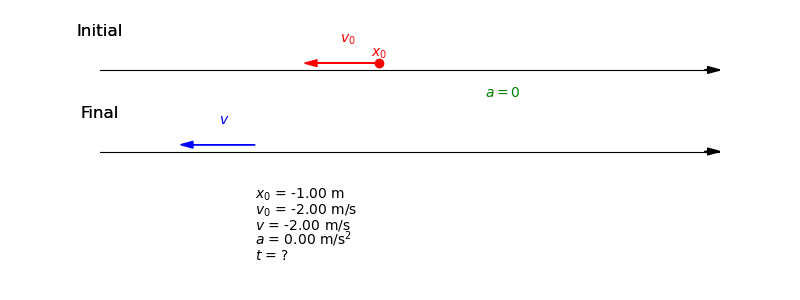 Initial
v₀
x₀
a = 0
Final
v
x₀ = -1.00 m
v₀ = -2.00 m/s
v = -2.00 m/s
a = 0.00 m/s²
t = ?